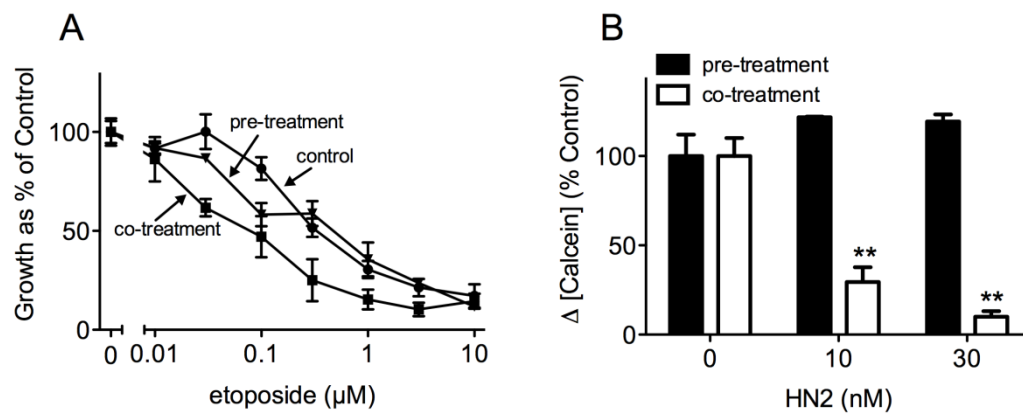 A
Growth as % of Control
100
50
0
pre-treatment
control
co-treatment
0
0.01
0.1
1
10
etoposide (µM)
B
pre-treatment
co-treatment
Δ [Calcein] (% Control)
100
50
0
**
**
0
10
30
HN2 (nM)